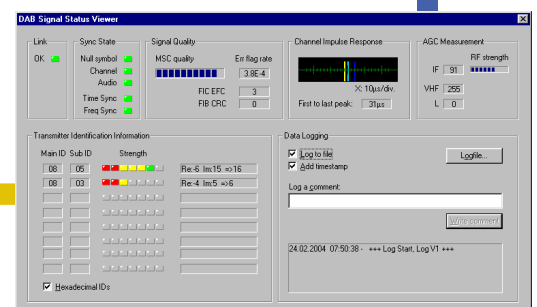 DAB Signal Status Viewer
Link
OK
Sync State
Null symbol
Channel
Audio
Time Sync
Freq Sync
Signal Quality
MSC quality
Err flag rate
3.8E-4
FIC EFC 3
FIB CRC 0
Channel Impulse Response
X: 10µs/div.
First to last peak: 31µs
AGC Measurement
RF strength
IF 91
VHF 255
L 0
Transmitter Identification Information
Main ID Sub ID Strength
08 05 Re:-6 Im:15 =>16
08 03 Re:-4 Im:5 =>6
Hexadecimal IDs
Data Logging
Log to file
Logfile...
Add timestamp
Log a comment:
Write comment
24.02.2004 07:50:38 - +++ Log Start, Log V1 +++